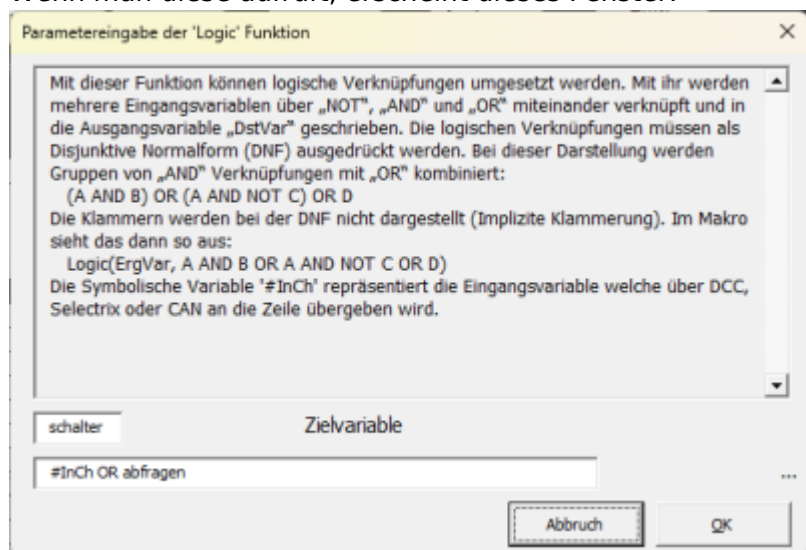 Parametereingabe der 'Logic' Funktion
Mit dieser Funktion können logische Verknüpfungen umgesetzt werden. Mit ihr werden
mehrere Eingangsvariablen über „NOT“, „AND“ und „OR“ miteinander verknüpft und in
die Ausgangsvariable „DstVar“ geschrieben. Die logischen Verknüpfungen müssen als
Disjunktive Normalform (DNF) ausgedrückt werden. Bei dieser Darstellung werden
Gruppen von „AND“ Verknüpfungen mit „OR“ kombiniert:
(A AND B) OR (A AND NOT C) OR D
Die Klammern werden bei der DNF nicht dargestellt (Implizite Klammerung). Im Makro
sieht das dann so aus:
Logic(ErgVar, A AND B OR A AND NOT C OR D)
Die Symbolische Variable '#InCh' repräsentiert die Eingangsvariable welche über DCC,
Selectrix oder CAN an die Zeile übergeben wird.
schalter Zielvariable
#InCh OR abfragen ...
Abbruch OK